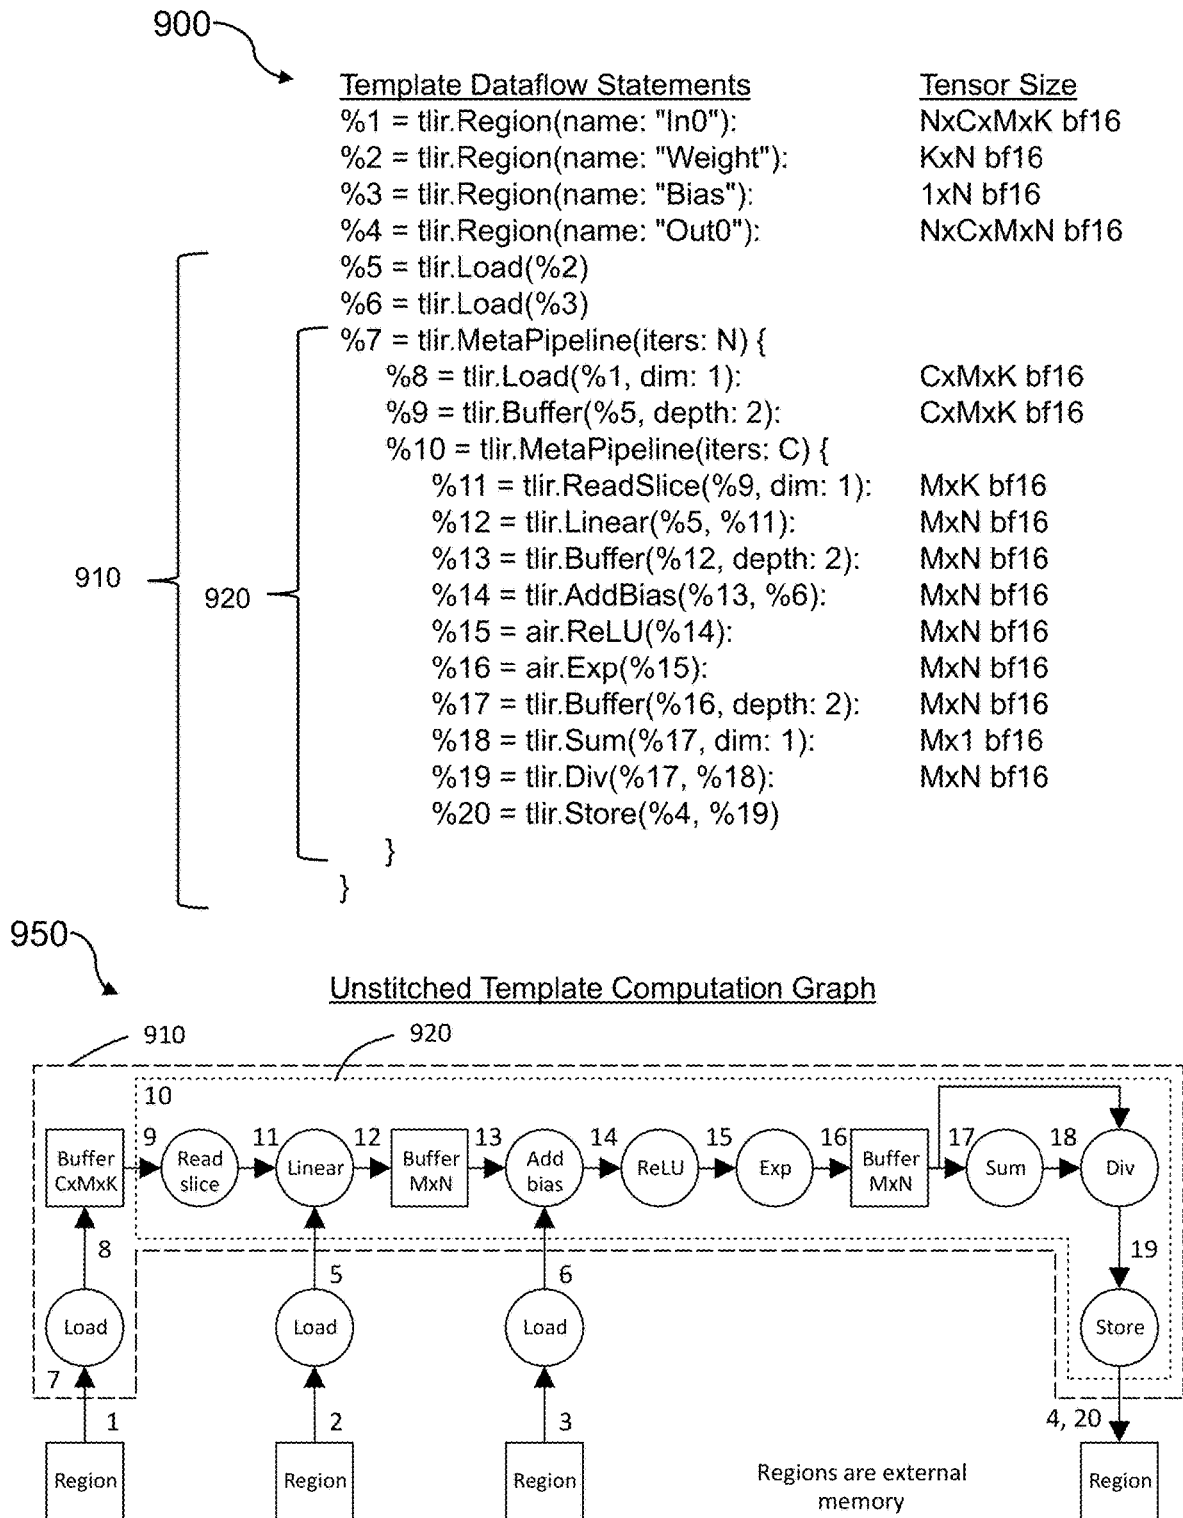 900
Template Dataflow Statements Tensor Size
%1 = tlir.Region(name: "In0"): NxCxMxK bf16
%2 = tlir.Region(name: "Weight"): KxN bf16
%3 = tlir.Region(name: "Bias"): 1xN bf16
%4 = tlir.Region(name: "Out0"): NxCxMxN bf16
%5 = tlir.Load(%2)
%6 = tlir.Load(%3)
%7 = tlir.MetaPipeline(iters: N) {
%8 = tlir.Load(%1, dim: 1): CxMxK bf16
%9 = tlir.Buffer(%5, depth: 2): CxMxK bf16
%10 = tlir.MetaPipeline(iters: C) {
%11 = tlir.ReadSlice(%9, dim: 1): MxK bf16
%12 = tlir.Linear(%5, %11): MxN bf16
%13 = tlir.Buffer(%12, depth: 2): MxN bf16
910
920
%14 = tlir.AddBias(%13, %6): MxN bf16
%15 = air.ReLU(%14): MxN bf16
%16 = air.Exp(%15): MxN bf16
%17 = tlir.Buffer(%16, depth: 2): MxN bf16
%18 = tlir.Sum(%17, dim: 1): Mx1 bf16
%19 = tlir.Div(%17, %18): MxN bf16
%20 = tlir.Store(%4, %19)
}
}
950
Unstitched Template Computation Graph
910 920
10
9 11 12 13 14 15 16 17 18
Buffer CxMxK
Read slice
Linear
Buffer MxN
Add bias
ReLU
Exp
Buffer MxN
Sum
Div
8 5 6 19
Load Load Load Store
7
1 2 3 4, 20
Region Region Region Region
Regions are external
memory